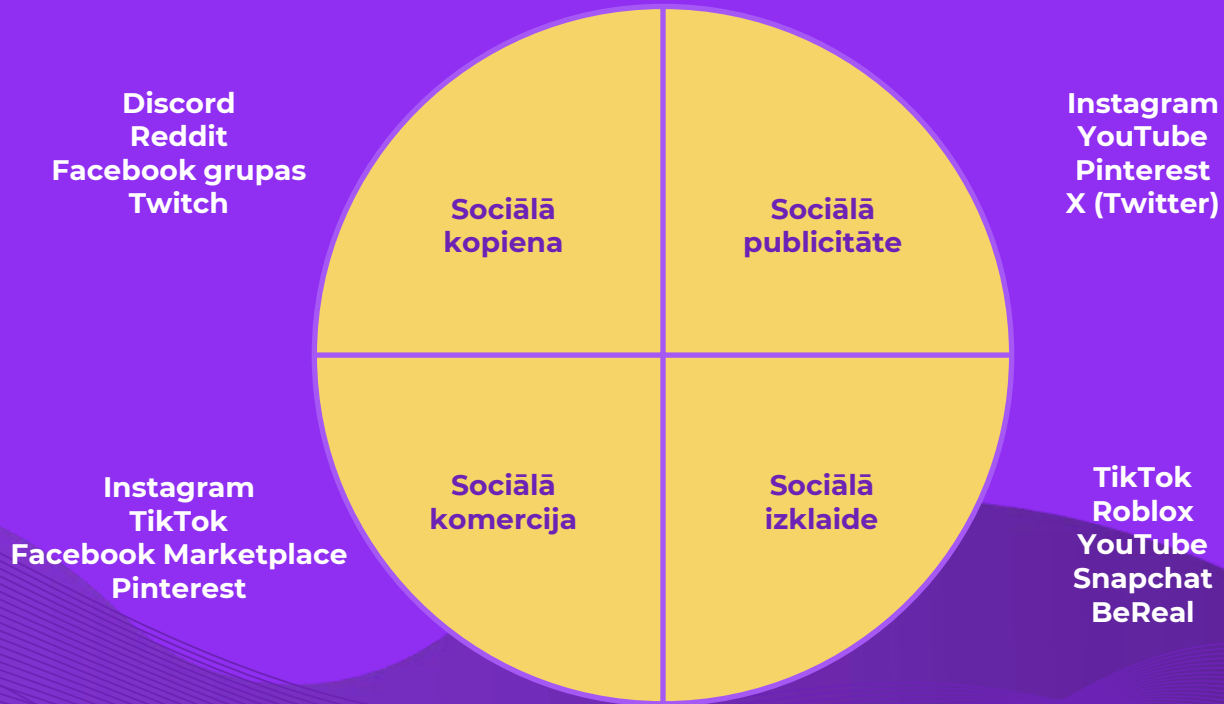 Discord
Reddit
Facebook grupas
Twitch
Sociālā
kopiena
Sociālā
publicitāte
Instagram
YouTube
Pinterest
X (Twitter)
Instagram
TikTok
Facebook Marketplace
Pinterest
Sociālā
komercija
Sociālā
izklaide
TikTok
Roblox
YouTube
Snapchat
BeReal